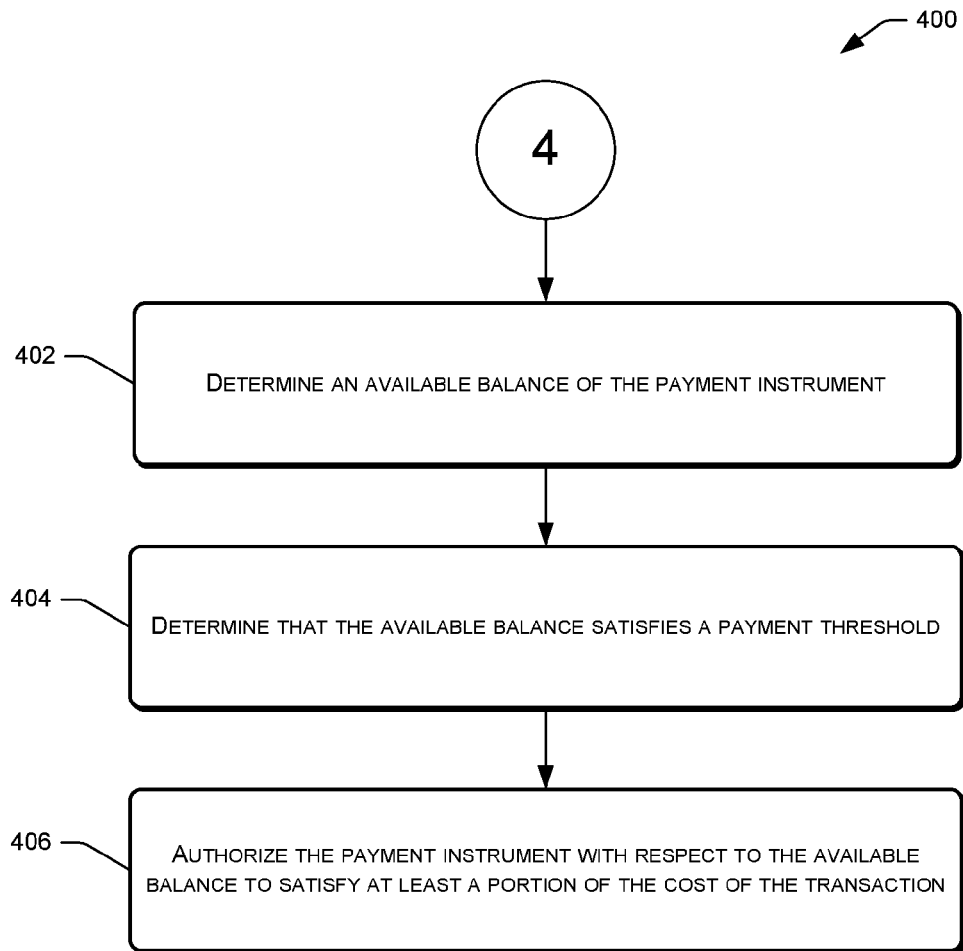 400
4
402
DETERMINE AN AVAILABLE BALANCE OF THE PAYMENT INSTRUMENT
404
DETERMINE THAT THE AVAILABLE BALANCE SATISFIES A PAYMENT THRESHOLD
406
AUTHORIZE THE PAYMENT INSTRUMENT WITH RESPECT TO THE AVAILABLE
BALANCE TO SATISFY AT LEAST A PORTION OF THE COST OF THE TRANSACTION